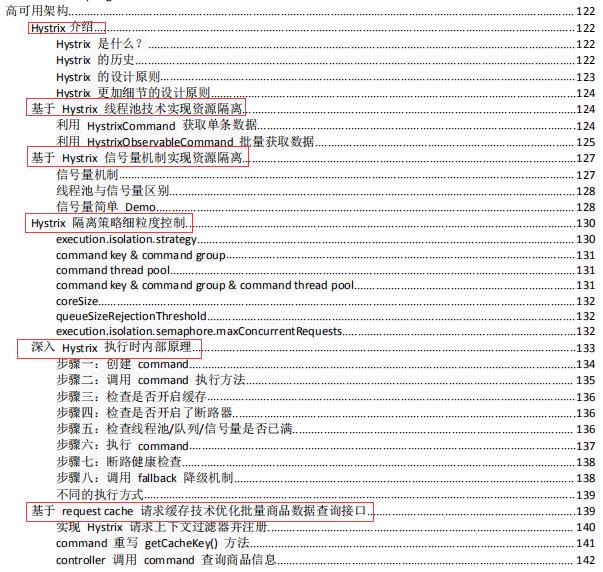 高可用架构 122
Hystrix 介绍 122
Hystrix 是什么？ 122
Hystrix 的历史 122
Hystrix 的设计原则 123
Hystrix 更加细节的设计原则 124
基于 Hystrix 线程池技术实现资源隔离 124
利用 HystrixCommand 获取单条数据 124
利用 HystrixObservableCommand 批量获取数据 125
基于 Hystrix 信号量机制实现资源隔离 127
信号量机制 127
线程池与信号量区别 128
信号量简单 Demo 128
Hystrix 隔离策略细粒度控制 130
execution.isolation.strategy 130
command key & command group 131
command thread pool 131
command key & command group & command thread pool 131
coreSize 132
queueSizeRejectionThreshold 132
execution.isolation.semaphore.maxConcurrentRequests 132
深入 Hystrix 执行时内部原理 133
步骤一：创建 command 134
步骤二：调用 command 执行方法 135
步骤三：检查是否开启缓存 136
步骤四：检查是否开启了断路器 136
步骤五：检查线程池/队列/信号量是否已满 136
步骤六：执行 command 137
步骤七：断路健康检查 138
步骤八：调用 fallback 降级机制 138
不同的执行方式 139
基于 request cache 请求缓存技术优化批量商品数据查询接口 139
实现 Hystrix 请求上下文过滤器并注册 140
command 重写 getCacheKey() 方法 141
controller 调用 command 查询商品信息 142